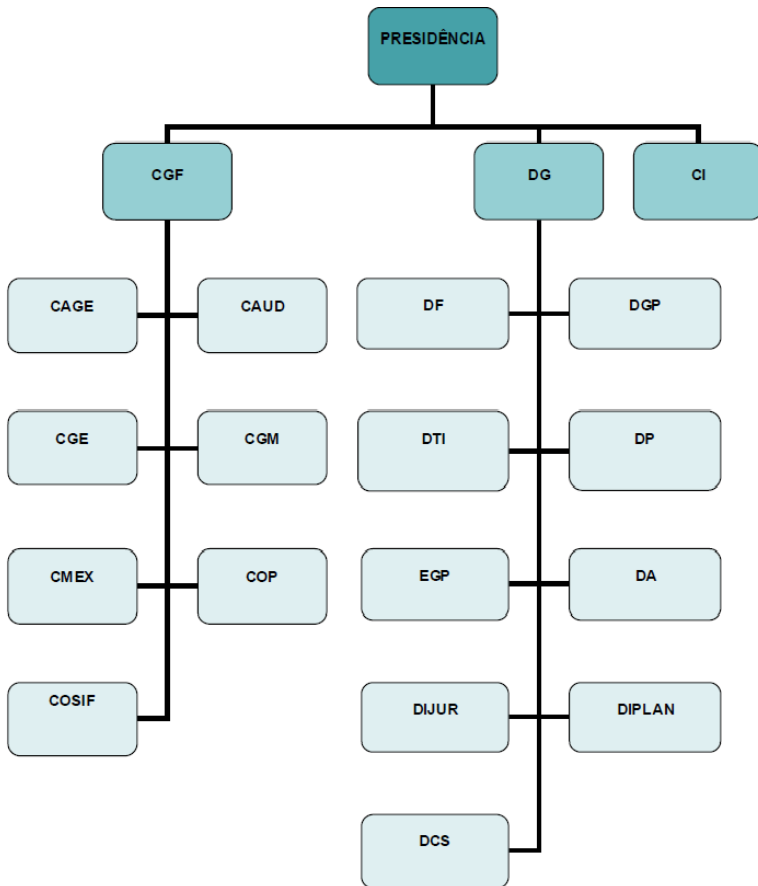 PRESIDÊNCIA
CGF
DG
CI
CAGE
CAUD
DF
DGP
CGE
CGM
DTI
DP
CMEX
COP
EGP
DA
COSIF
DIJUR
DIPLAN
DCS